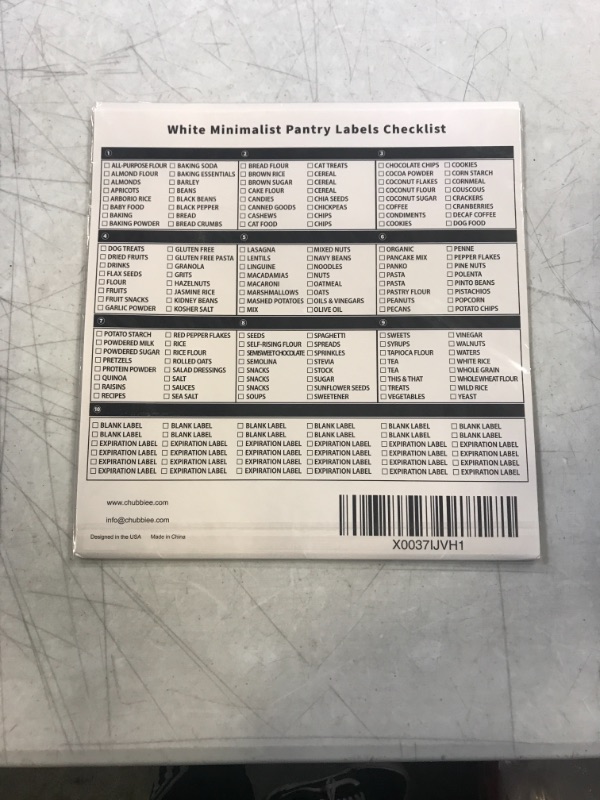 White Minimalist Pantry Labels Checklist
1 2 3
ALL-PURPOSE FLOUR BAKING SODA BREAD FLOUR CAT TREATS CHOCOLATE CHIPS COOKIES
ALMOND FLOUR BAKING ESSENTIALS BROWN RICE CEREAL COCOA POWDER CORN STARCH
ALMONDS BARLEY BROWN SUGAR CEREAL COCONUT FLAKES CORNMEAL
APRICOTS BEANS CAKE FLOUR CEREAL COCONUT FLOUR COUSCOUS
ARBORIO RICE BLACK BEANS CANDIES CHIA SEEDS COCONUT SUGAR CRACKERS
BABY FOOD BLACK PEPPER CANNED GOODS CHICKPEAS COFFEE CRANBERRIES
BAKING BREAD CASHEWS CHIPS CONDIMENTS DECAF COFFEE
BAKING POWDER BREAD CRUMBS CAT FOOD CHIPS COOKIES DOG FOOD
4 5 6
DOG TREATS GLUTEN FREE LASAGNA MIXED NUTS ORGANIC PENNE
DRIED FRUITS GLUTEN FREE PASTA LENTILS NAVY BEANS PANCAKE MIX PEPPER FLAKES
DRINKS GRANOLA LINGUINE NOODLES PANKO PINE NUTS
FLAX SEEDS GRITS MACADAMIAS NUTS PASTA POLENTA
FLOUR HAZELNUTS MACARONI OATMEAL PASTA PINTO BEANS
FRUITS JASMINE RICE MARSHMALLOWS OATS PASTRY FLOUR PISTACHIOS
FRUIT SNACKS KIDNEY BEANS MASHED POTATOES OILS & VINEGARS PEANUTS POPCORN
GARLIC POWDER KOSHER SALT MIX OLIVE OIL PECANS POTATO CHIPS
7 8 9
POTATO STARCH RED PEPPER FLAKES SEEDS SPAGHETTI SWEETS VINEGAR
POWDERED MILK RICE SELF-RISING FLOUR SPREADS SYRUPS WALNUTS
POWDERED SUGAR RICE FLOUR SEMISWEET CHOCOLATE SPRINKLES TAPIOCA FLOUR WATERS
PRETZELS ROLLED OATS SEMOLINA STEVIA TEA WHITE RICE
PROTEIN POWDER SALAD DRESSINGS SNACKS STOCK TEA WHOLE GRAIN
QUINOA SALT SNACKS SUGAR THIS & THAT WHOLE WHEAT FLOUR
RAISINS SAUCES SNACKS SUNFLOWER SEEDS TREATS WILD RICE
RECIPES SEA SALT SOUPS SWEETENER VEGETABLES YEAST
10
BLANK LABEL BLANK LABEL BLANK LABEL BLANK LABEL BLANK LABEL BLANK LABEL
BLANK LABEL BLANK LABEL BLANK LABEL BLANK LABEL BLANK LABEL BLANK LABEL
EXPIRATION LABEL EXPIRATION LABEL EXPIRATION LABEL EXPIRATION LABEL EXPIRATION LABEL EXPIRATION LABEL
EXPIRATION LABEL EXPIRATION LABEL EXPIRATION LABEL EXPIRATION LABEL EXPIRATION LABEL EXPIRATION LABEL
EXPIRATION LABEL EXPIRATION LABEL EXPIRATION LABEL EXPIRATION LABEL EXPIRATION LABEL EXPIRATION LABEL
EXPIRATION LABEL EXPIRATION LABEL EXPIRATION LABEL EXPIRATION LABEL EXPIRATION LABEL EXPIRATION LABEL
www.chubbiee.com
info@chubbiee.com
Designed in the USA Made in China
X0037IJVH1